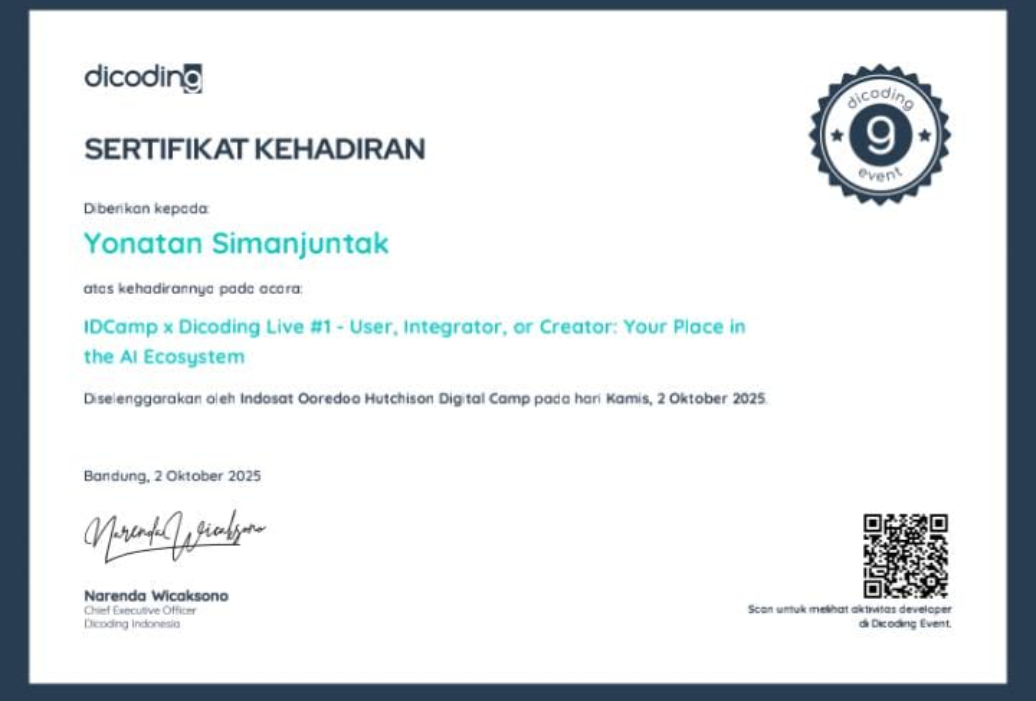 dicoding
SERTIFIKAT KEHADIRAN
dicoding
9
event
Diberikan kepada:
Yonatan Simanjuntak
atas kehadirannya pada acara:
IDCamp x Dicoding Live #1 - User, Integrator, or Creator: Your Place in
the AI Ecosystem
Diselenggarakan oleh Indosat Ooredoo Hutchison Digital Camp pada hari Kamis, 2 Oktober 2025.
Bandung, 2 Oktober 2025
Narenda Wicaksono
Narenda Wicaksono
Chief Executive Officer
Dicoding Indonesia
Scan untuk melihat aktivitas developer
di Dicoding Event.